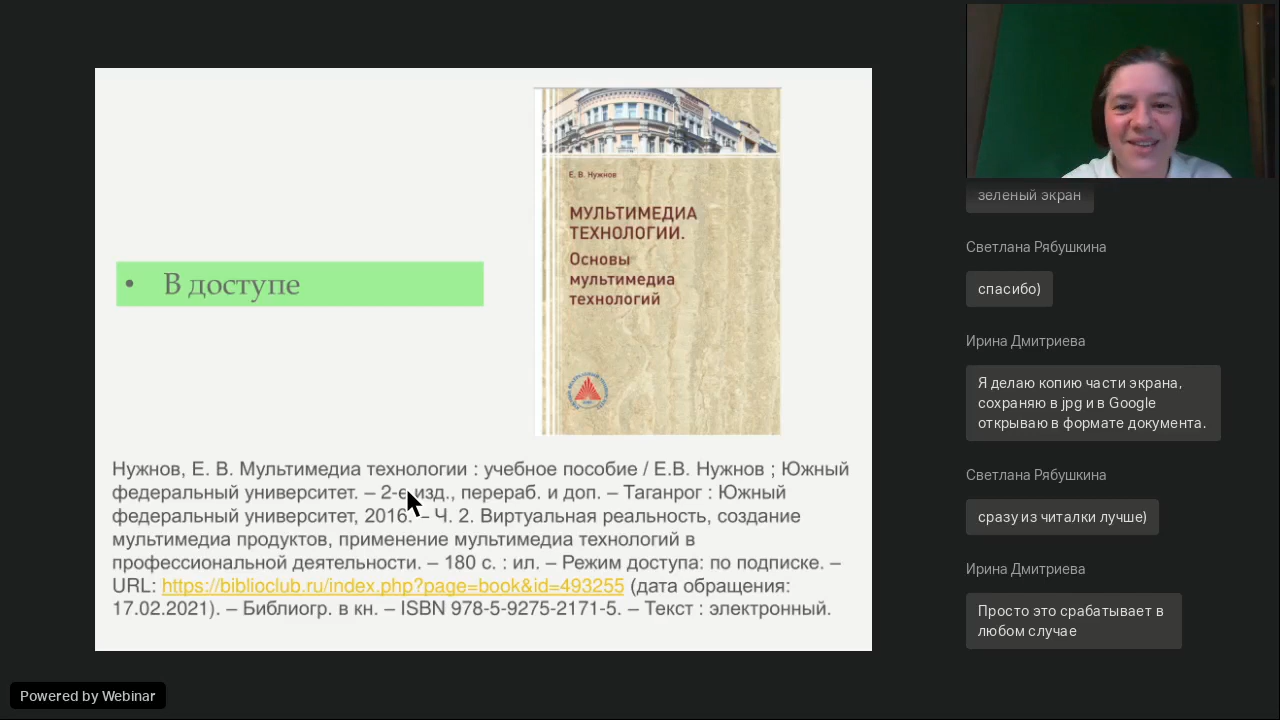 Е. В. Нужнов
МУЛЬТИМЕДИА
ТЕХНОЛОГИИ.
Основы
мультимедиа
технологий
• В доступе
Нужнов, Е. В. Мультимедиа технологии : учебное пособие / Е.В. Нужнов ; Южный
федеральный университет. – 2-е изд., перераб. и доп. – Таганрог : Южный
федеральный университет, 2016. – Ч. 2. Виртуальная реальность, создание
мультимедиа продуктов, применение мультимедиа технологий в
профессиональной деятельности. – 180 с. : ил. – Режим доступа: по подписке. –
URL: https://biblioclub.ru/index.php?page=book&id=493255 (дата обращения:
17.02.2021). – Библиогр. в кн. – ISBN 978-5-9275-2171-5. – Текст : электронный.
зеленый экран
Светлана Рябушкина
спасибо)
Ирина Дмитриева
Я делаю копию части экрана,
сохраняю в jpg и в Google
открываю в формате документа.
Светлана Рябушкина
сразу из читалки лучше)
Ирина Дмитриева
Просто это срабатывает в
любом случае
Powered by Webinar